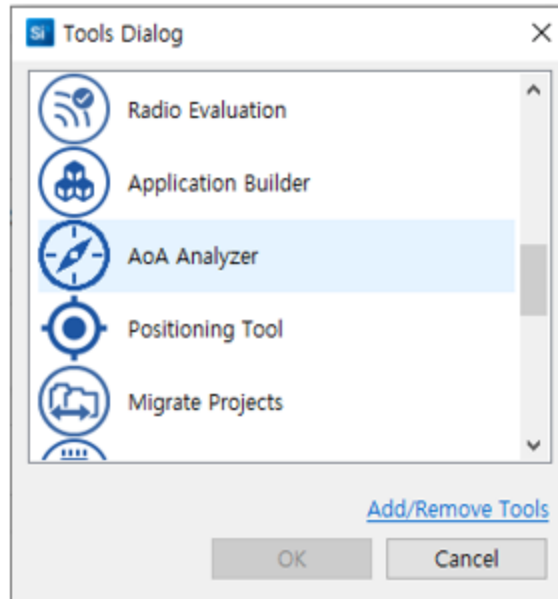 Si
Tools Dialog
Radio Evaluation
Application Builder
AoA Analyzer
Positioning Tool
Migrate Projects
Add/Remove Tools
OK
Cancel